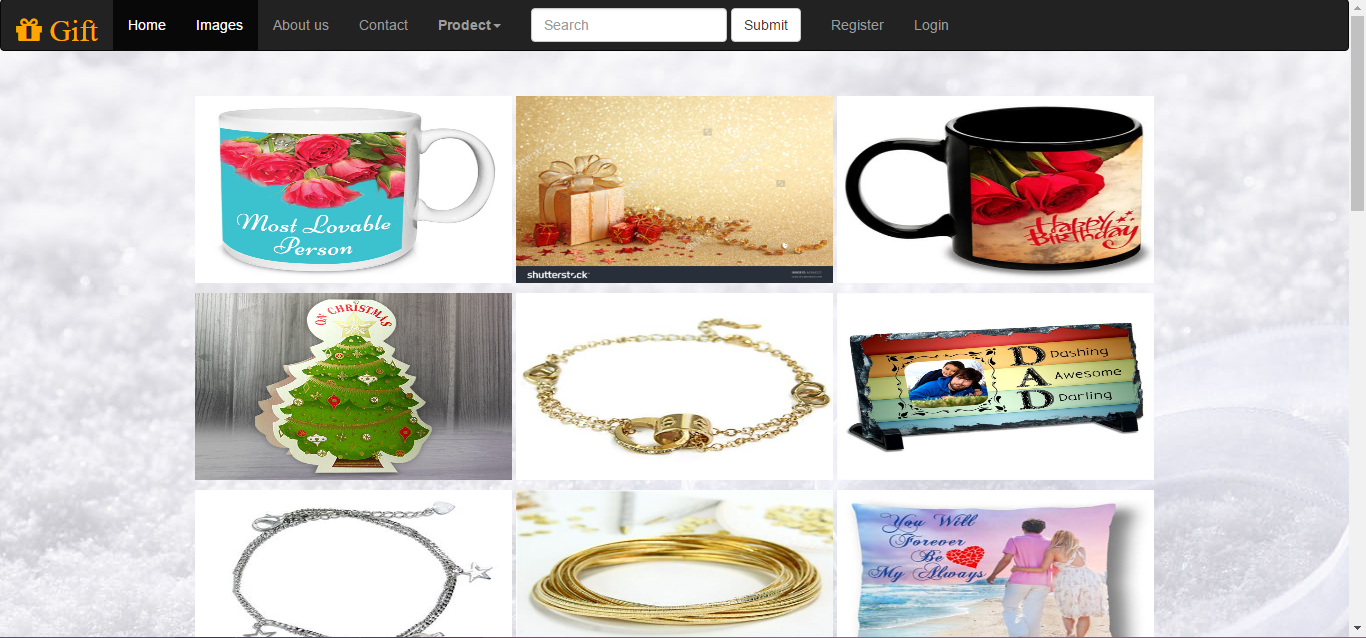 Gift Home Images About us Contact Prodect Search Submit Register Login
Most Lovable
Person
shutterstock
Happy
Birthday
ON CHRISTMAS
D Dashing
A Awesome
D Darling
You Will
Forever
Be
My Always